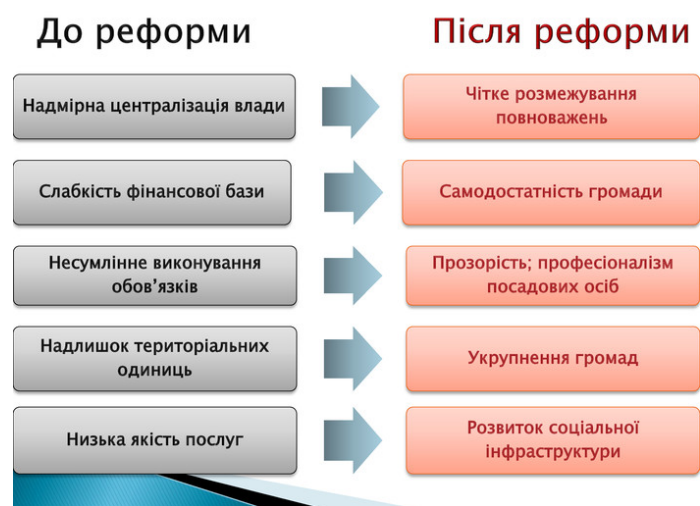 До реформи
Після реформи
Надмірна централізація влади
Чітке розмежування
повноважень
Слабкість фінансової бази
Самодостатність громади
Несумлінне виконування
обов’язків
Прозорість; професіоналізм
посадових осіб
Надлишок територіальних
одиниць
Укрупнення громад
Низька якість послуг
Розвиток соціальної
інфраструктури